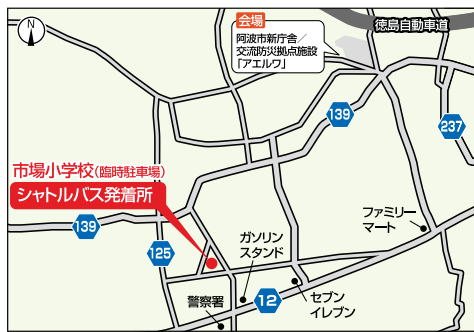 N
会場
阿波市新庁舎／
交流防災拠点施設
「アエルワ」
徳島自動車道
139
237
市場小学校(臨時駐車場)
シャトルバス発着所
ファミリー
マート
139
125
ガソリン
スタンド
12
セブン
イレブン
警察署